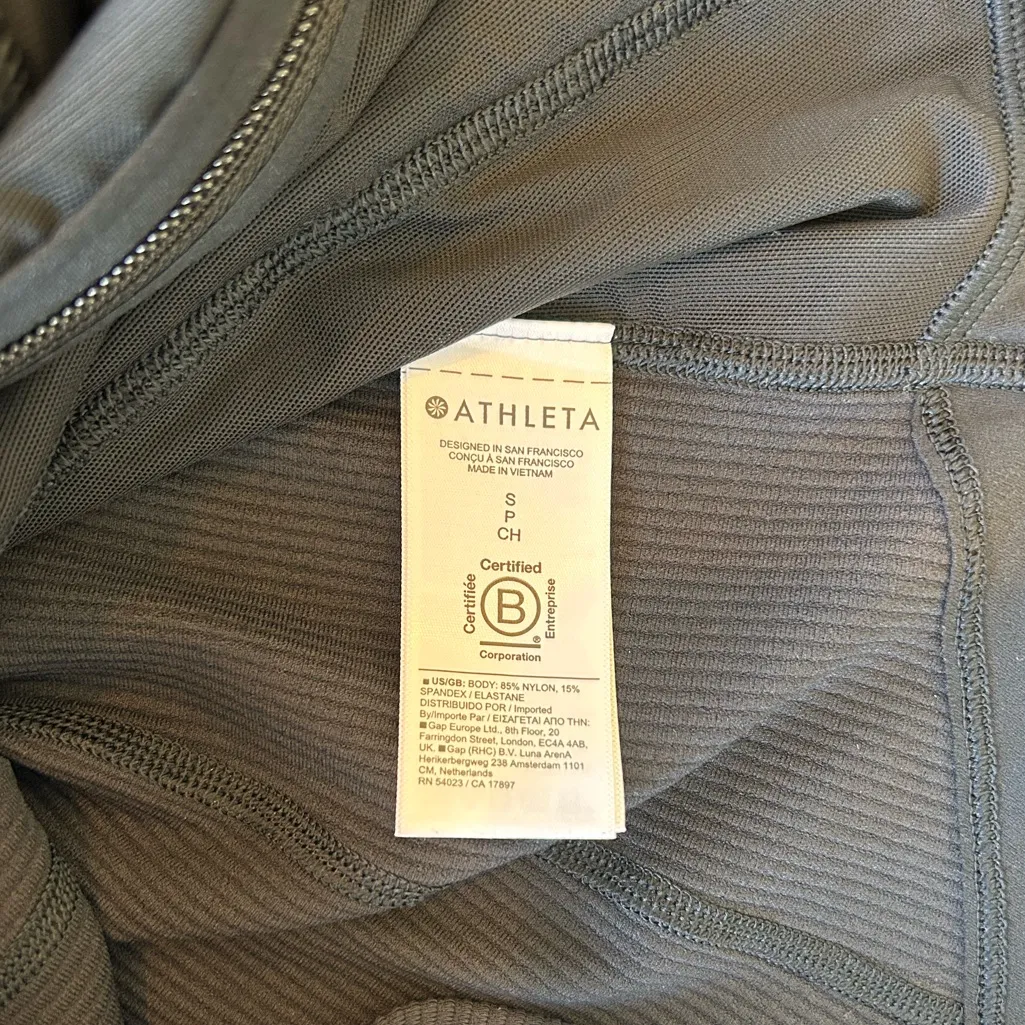 ATHLETA
DESIGNED IN SAN FRANCISCO
CONÇU À SAN FRANCISCO
MADE IN VIETNAM
S
P
CH
Certified
Certifiée
B
Entreprise
®
Corporation
US/GB: BODY: 85% NYLON, 15%
SPANDEX / ELASTANE
DISTRIBUIDO POR / Imported
By/Importe Par / ΕΙΣΑΓΕΤΑΙ ΑΠΟ ΤΗΝ:
Gap Europe Ltd., 8th Floor, 20
Farringdon Street, London, EC4A 4AB,
UK. Gap (RHC) B.V. Luna ArenA
Herikerbergweg 238 Amsterdam 1101
CM, Netherlands
RN 54023 / CA 17897